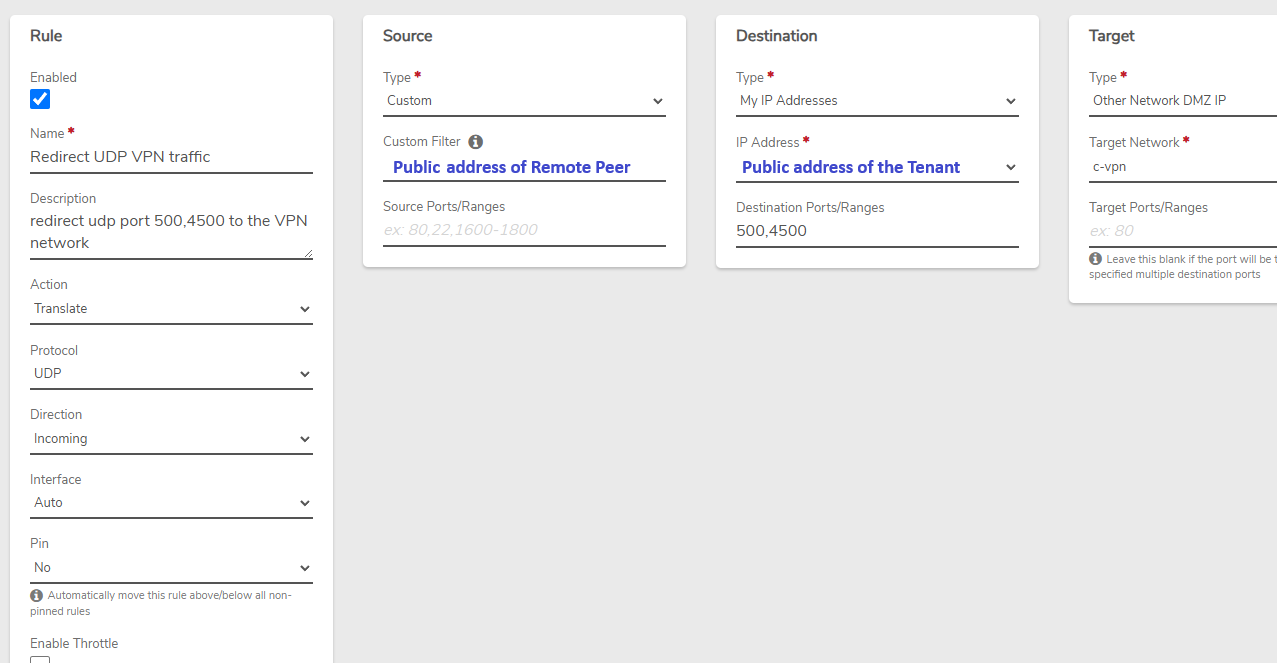 Rule
Enabled
Name *
Redirect UDP VPN traffic
Description
redirect udp port 500,4500 to the VPN
network
Action
Translate
Protocol
UDP
Direction
Incoming
Interface
Auto
Pin
No
Automatically move this rule above/below all non-
pinned rules
Enable Throttle
Source
Type *
Custom
Custom Filter
Public address of Remote Peer
Source Ports/Ranges
ex: 80,22,1600-1800
Destination
Type *
My IP Addresses
IP Address *
Public address of the Tenant
Destination Ports/Ranges
500,4500
Target
Type *
Other Network DMZ IP
Target Network *
c-vpn
Target Ports/Ranges
ex: 80
Leave this blank if the port will be
specified multiple destination ports